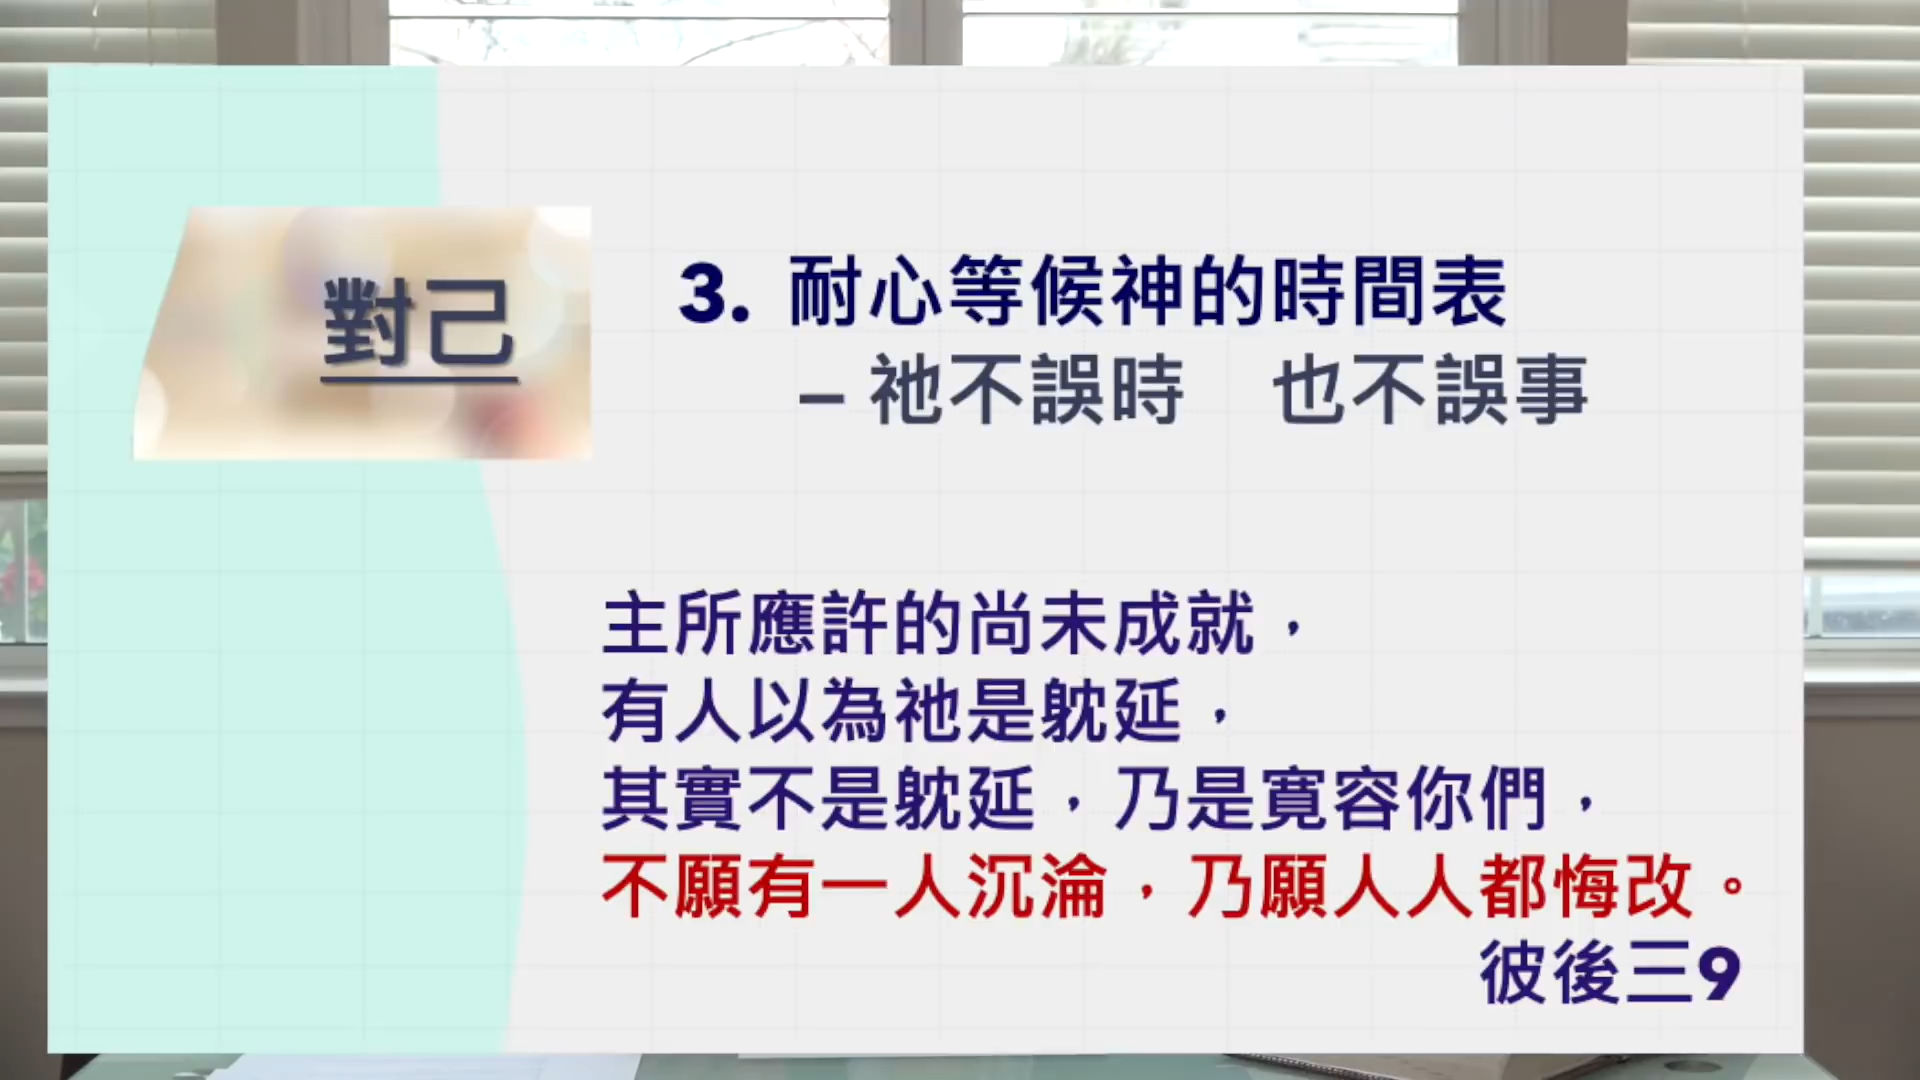 對己
3. 耐心等候神的時間表
– 祂不誤時　也不誤事
主所應許的尚未成就，
有人以為祂是躭延，
其實不是躭延，乃是寬容你們，
不願有一人沉淪，乃願人人都悔改。
彼後三9